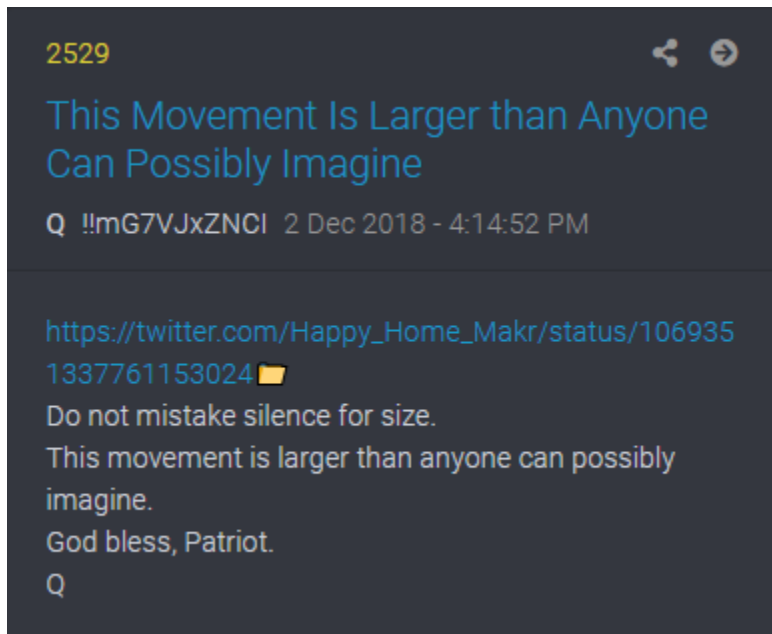 2529
This Movement Is Larger than Anyone
Can Possibly Imagine
Q !!mG7VJxZNCI 2 Dec 2018 - 4:14:52 PM
https://twitter.com/Happy_Home_Makr/status/106935
1337761153024
Do not mistake silence for size.
This movement is larger than anyone can possibly
imagine.
God bless, Patriot.
Q